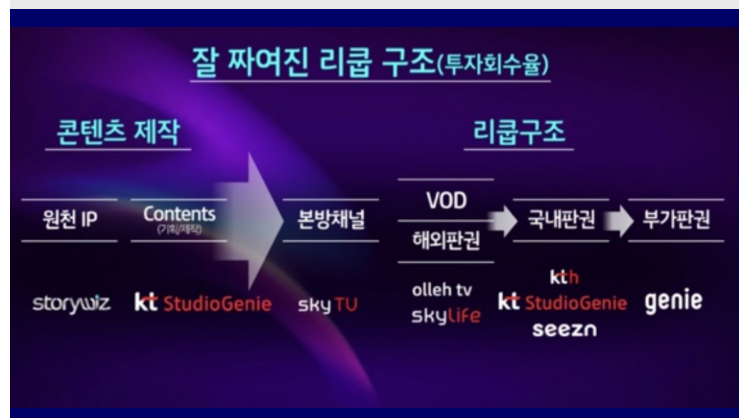 잘 짜여진 리쿱 구조(투자회수율)
콘텐츠 제작
리쿱구조
원천 IP
Contents
(기획/제작)
본방채널
VOD
해외판권
국내판권
부가판권
storywiz
kt StudioGenie
sky TV
olleh tv
skylife
kth
kt StudioGenie
seezn
genie